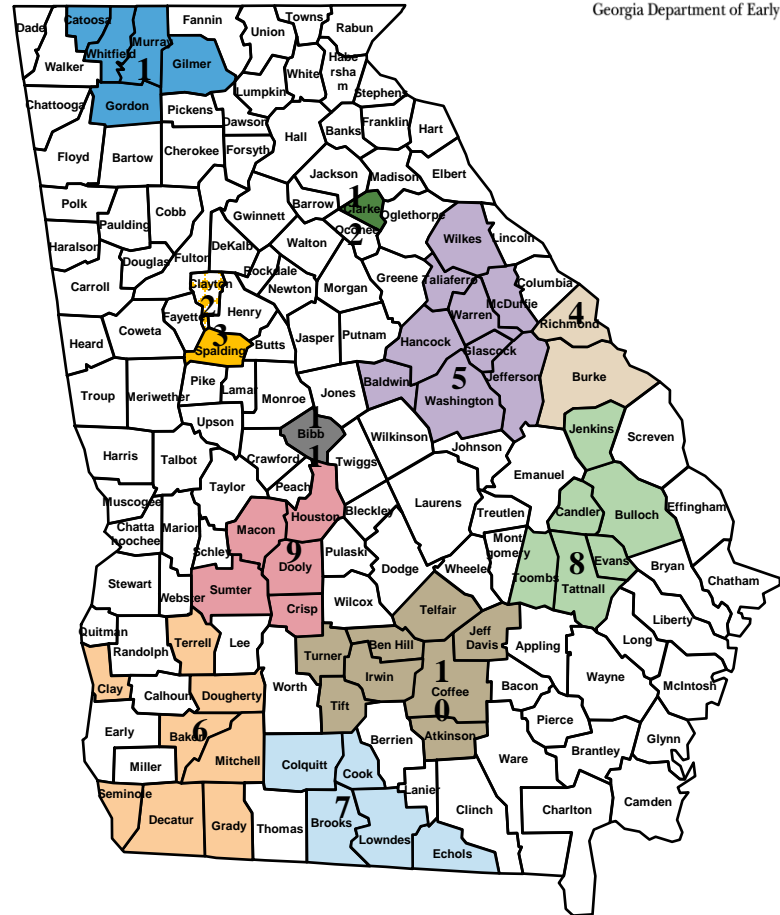 Georgia Department of Early
Dade
Catoosa
Fannin
Towns
Rabun
Union
Murray
Whitfield
Walker
1
Gilmer
White
Habe
rsha
m
Chattooga
Gordon
Pickens
Lumpkin
Stephens
Dawson
Hall
Banks
Franklin
Hart
Floyd
Bartow
Cherokee
Forsyth
Jackson
Madison
Elbert
Polk
Paulding
Cobb
Gwinnett
Barrow
1
Clarke
Oconee
2
Oglethorpe
Wilkes
Lincoln
Haralson
Douglas
Fulton
DeKalb
Walton
Rockdale
Newton
Morgan
Greene
Taliaferro
Columbia
Carroll
Clayton
2
Fayette
Henry
McDuffie
Warren
4
Richmond
Heard
Coweta
3
Spalding
Butts
Jasper
Putnam
Hancock
Glascock
Jefferson
Burke
Troup
Meriwether
Pike
Lamar
Monroe
Jones
Baldwin
5
Washington
Jenkins
Screven
Upson
1
Bibb
1
Wilkinson
Johnson
Harris
Talbot
Crawford
Twiggs
Emanuel
Taylor
Peach
Laurens
Muscogee
Houston
Bleckley
Treutlen
Candler
Bulloch
Effingham
Chatta
hoochee
Marion
Macon
Schley
9
Dooly
Pulaski
Dodge
Wheeler
Mont
gomery
Toombs
8
Evans
Tattnall
Bryan
Chatham
Stewart
Webster
Sumter
Crisp
Wilcox
Telfair
Liberty
Quitman
Randolph
Terrell
Lee
Turner
Ben Hill
Jeff
Davis
Appling
Long
Clay
Calhoun
Dougherty
Worth
Irwin
1
Coffee
0
Bacon
Wayne
McIntosh
Tift
Early
Baker
6
Mitchell
Berrien
Atkinson
Pierce
Glynn
Miller
Colquitt
Cook
Ware
Brantley
Seminole
Decatur
Grady
Thomas
7
Brooks
Lowndes
Lanier
Clinch
Charlton
Camden
Echols